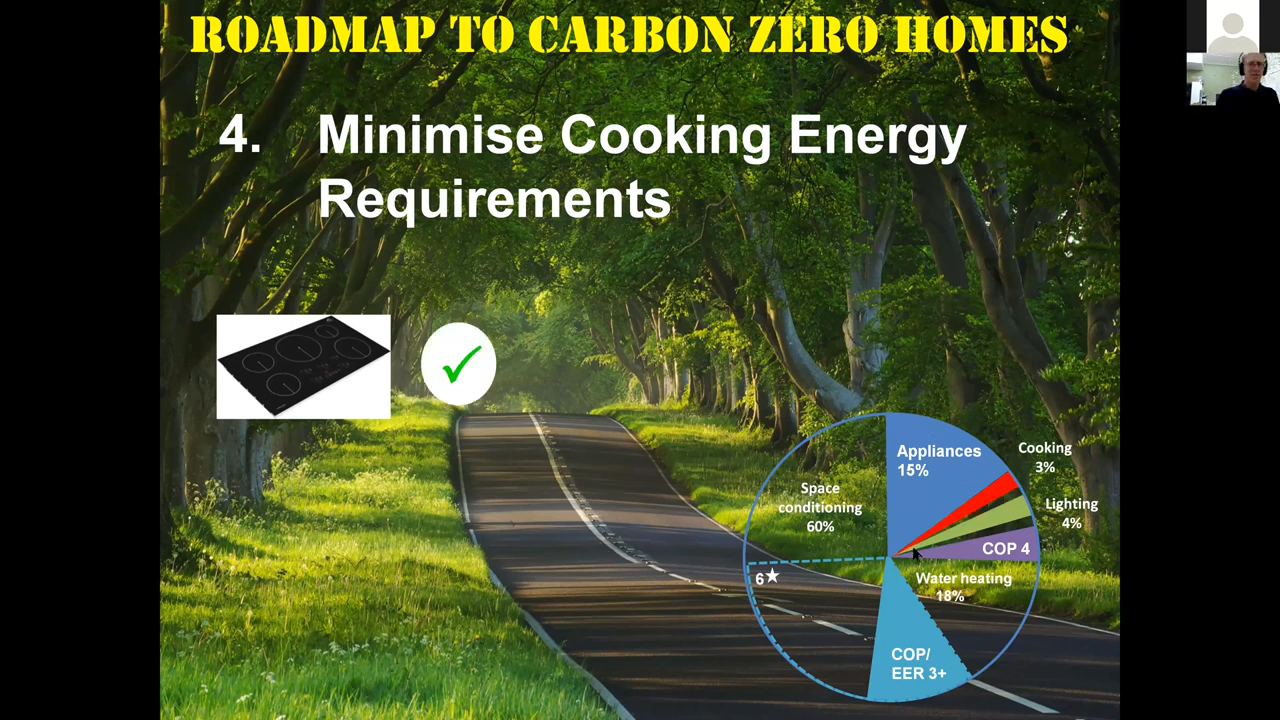 ROADMAP TO CARBON ZERO HOMES
4. Minimise Cooking Energy
Requirements
Appliances
15%
Cooking
3%
Space
conditioning
60%
Lighting
4%
COP 4
6★
Water heating
18%
COP/
EER 3+